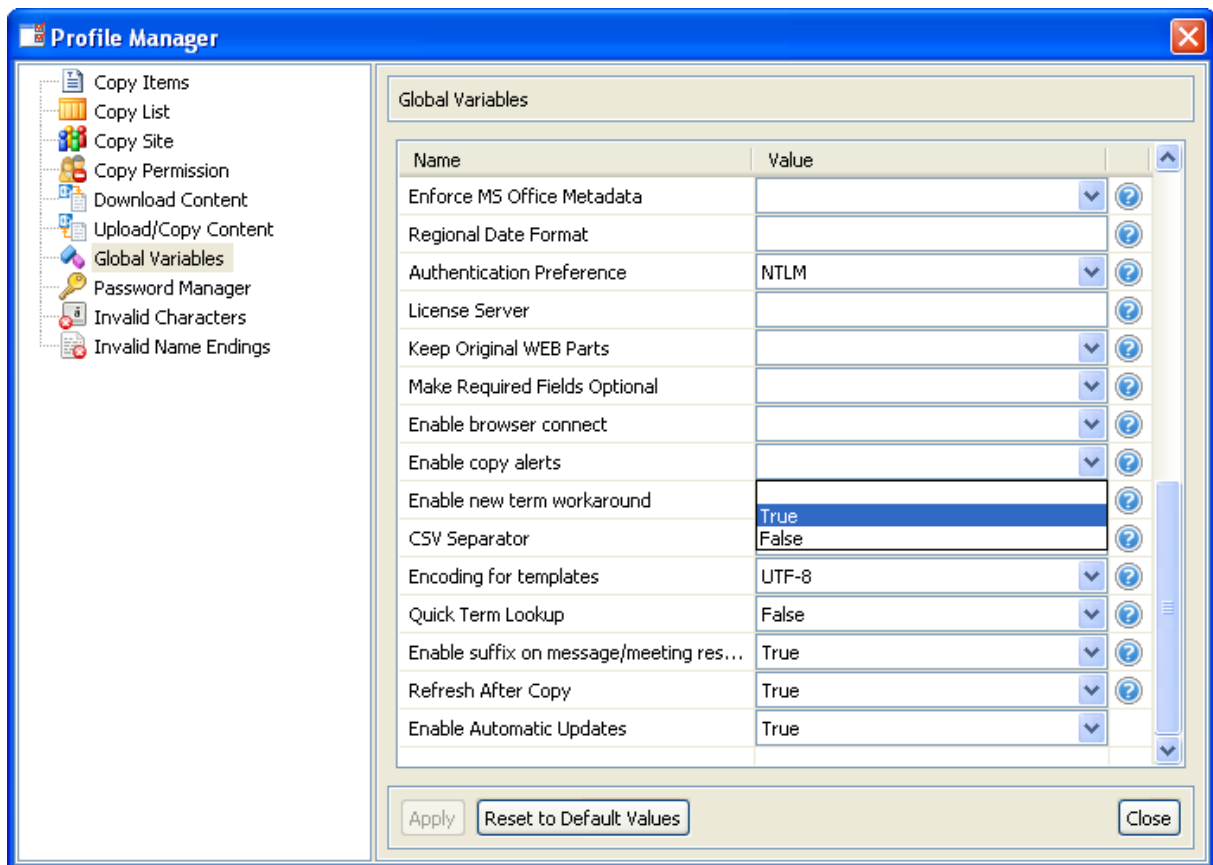 Profile Manager
Copy Items
Copy List
Copy Site
Copy Permission
Download Content
Upload/Copy Content
Global Variables
Password Manager
Invalid Characters
Invalid Name Endings
Global Variables
Name Value
Enforce MS Office Metadata
Regional Date Format
Authentication Preference NTLM
License Server
Keep Original WEB Parts
Make Required Fields Optional
Enable browser connect
Enable copy alerts
Enable new term workaround
True
CSV Separator False
Encoding for templates UTF-8
Quick Term Lookup False
Enable suffix on message/meeting res... True
Refresh After Copy True
Enable Automatic Updates True
Apply Reset to Default Values Close